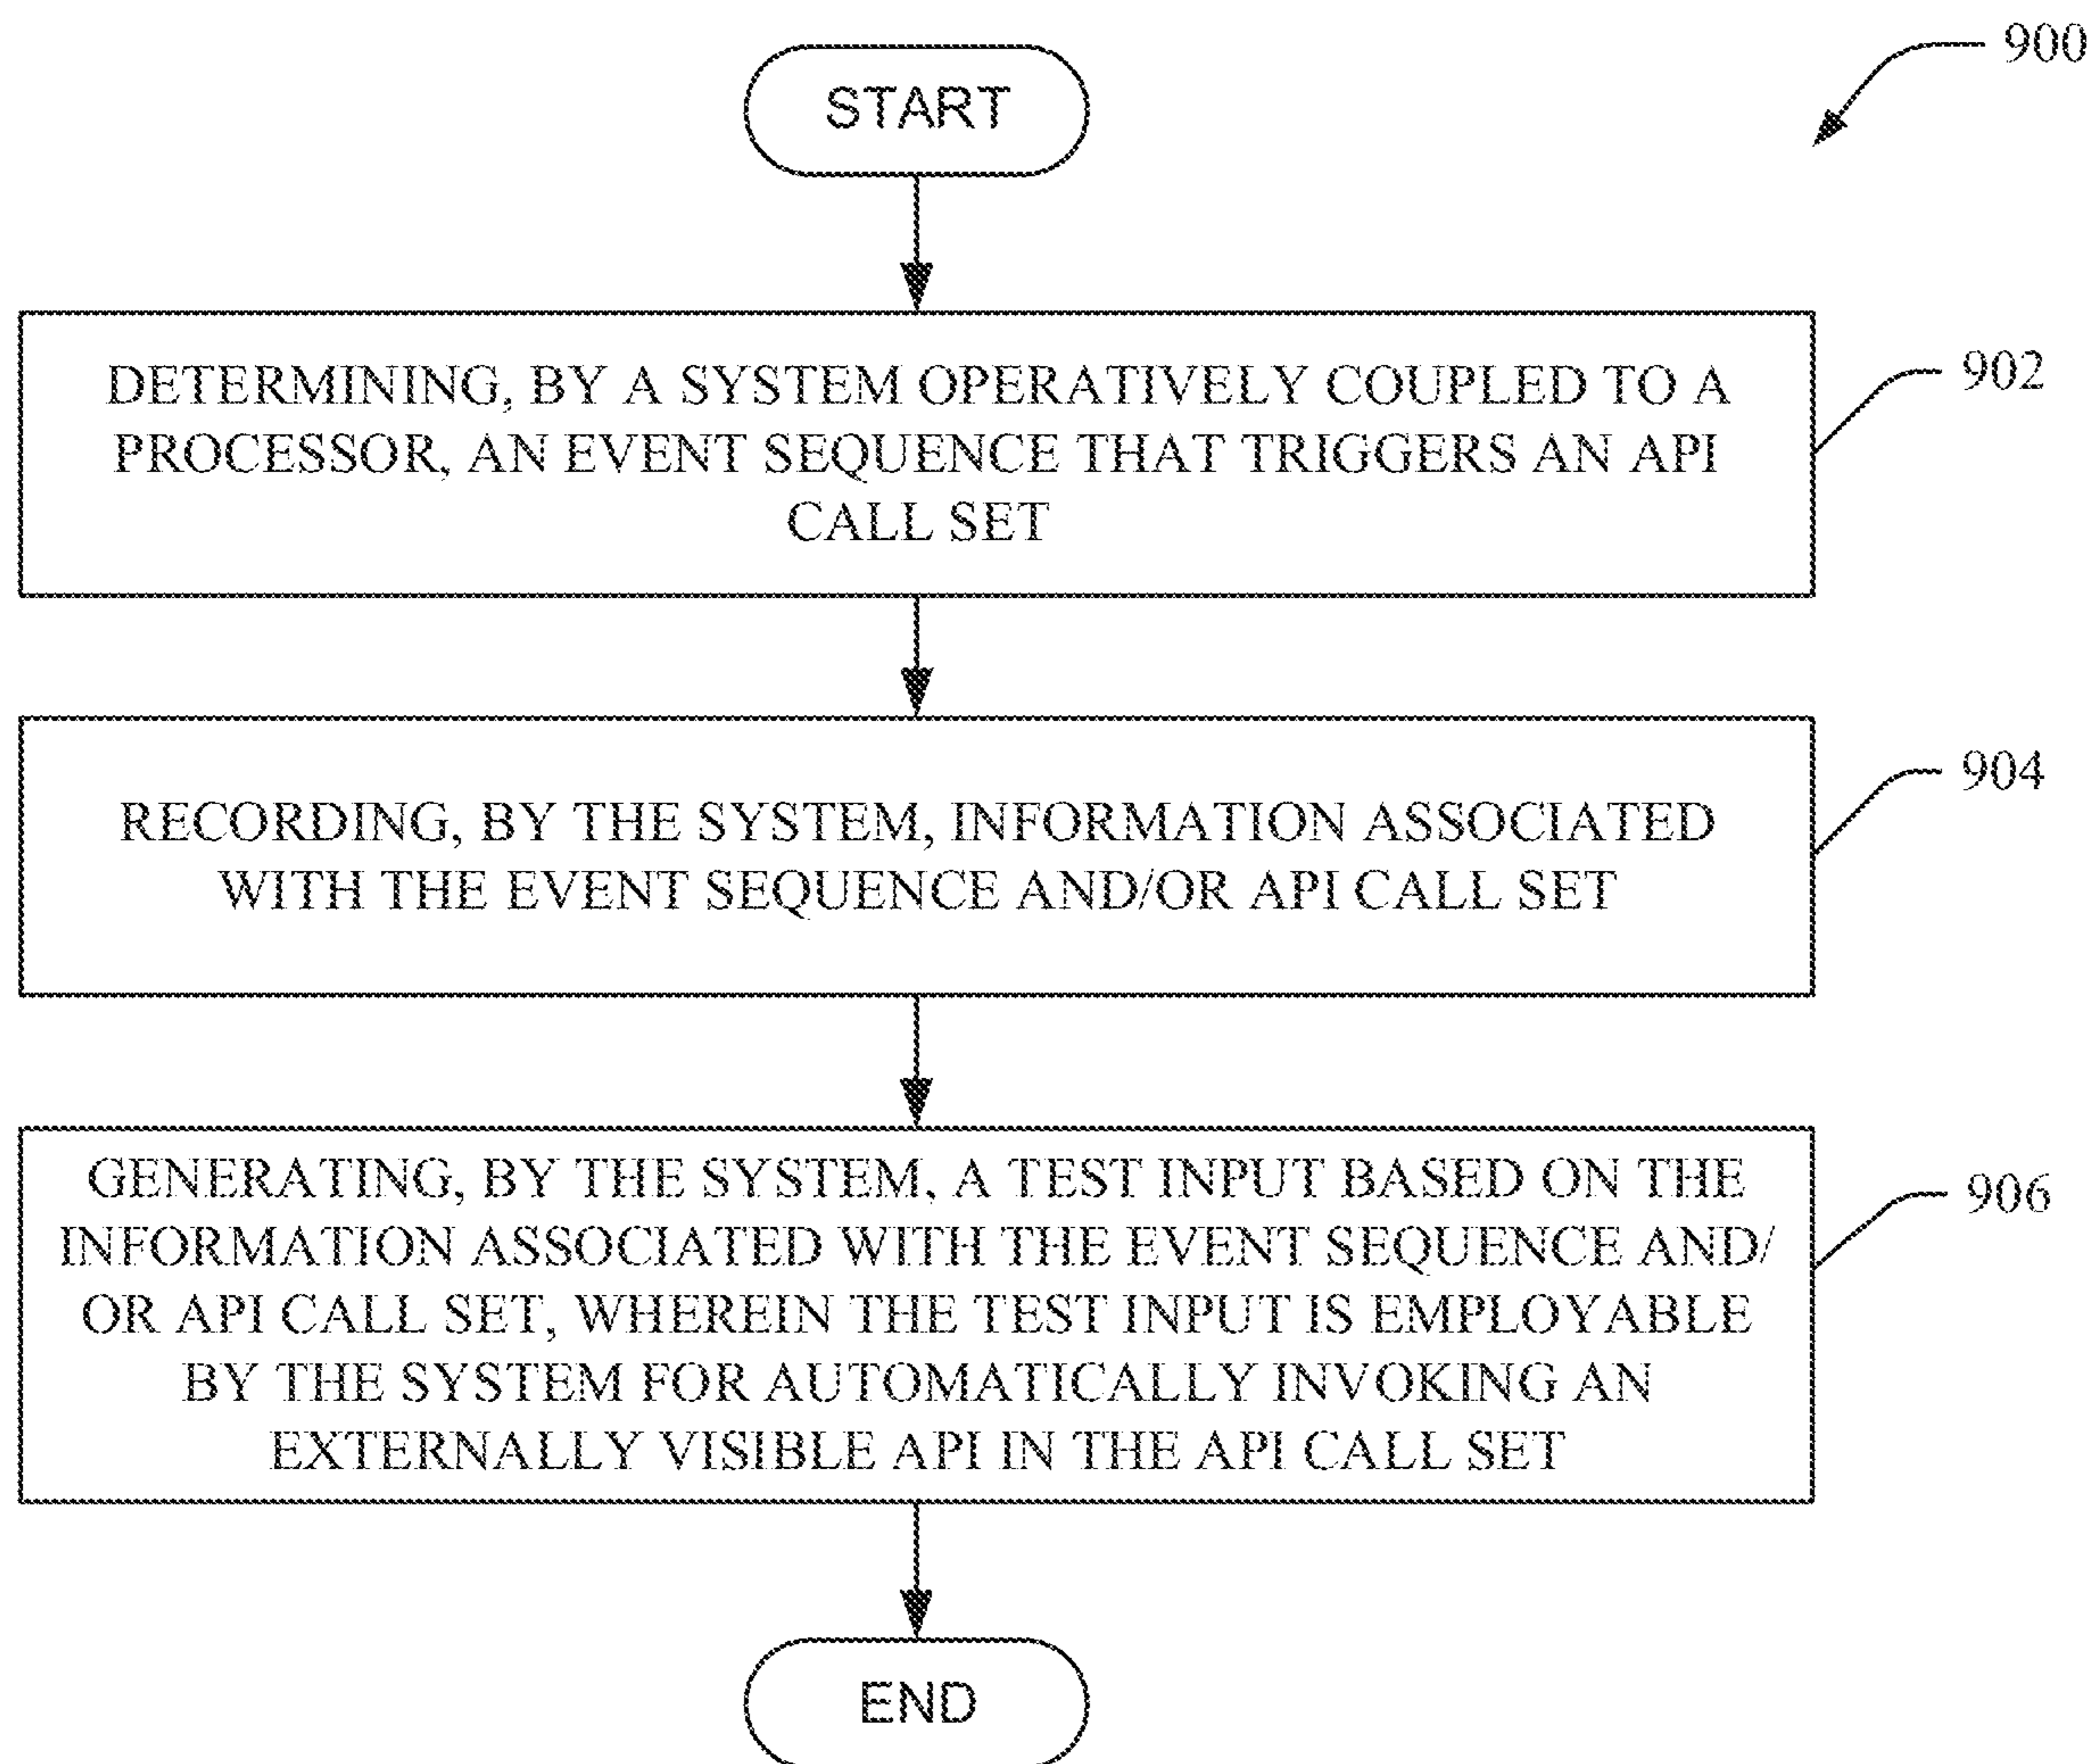 900
START
DETERMINING, BY A SYSTEM OPERATIVELY COUPLED TO A
PROCESSOR, AN EVENT SEQUENCE THAT TRIGGERS AN API
CALL SET
902
RECORDING, BY THE SYSTEM, INFORMATION ASSOCIATED
WITH THE EVENT SEQUENCE AND/OR API CALL SET
904
GENERATING, BY THE SYSTEM, A TEST INPUT BASED ON THE
INFORMATION ASSOCIATED WITH THE EVENT SEQUENCE AND/
OR API CALL SET, WHEREIN THE TEST INPUT IS EMPLOYABLE
BY THE SYSTEM FOR AUTOMATICALLY INVOKING AN
EXTERNALLY VISIBLE API IN THE API CALL SET
906
END